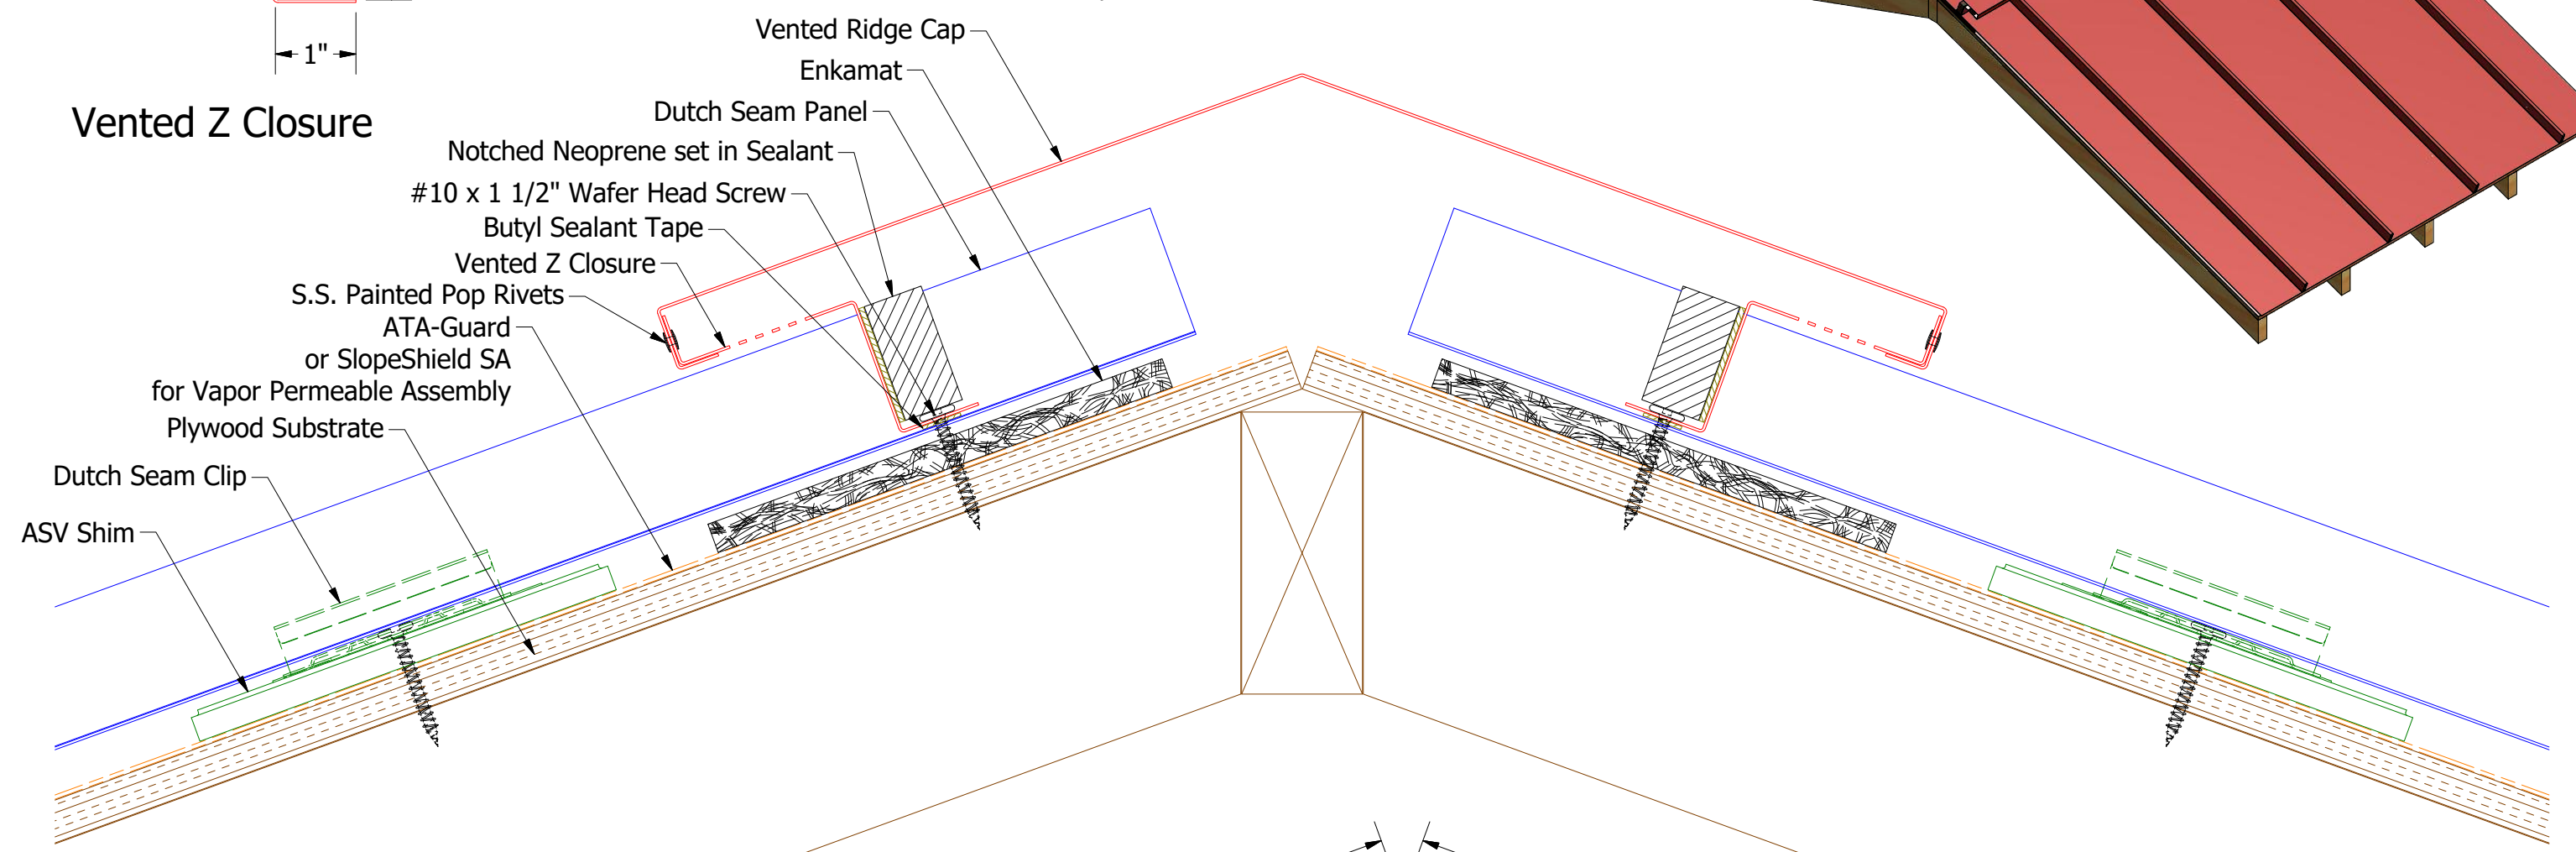 1"
Vented Z Closure
Vented Ridge Cap
Enkamat
Dutch Seam Panel
Notched Neoprene set in Sealant
#10 x 1 1/2" Wafer Head Screw
Butyl Sealant Tape
Vented Z Closure
S.S. Painted Pop Rivets
ATA-Guard
or SlopeShield SA
for Vapor Permeable Assembly
Plywood Substrate
Dutch Seam Clip
ASV Shim